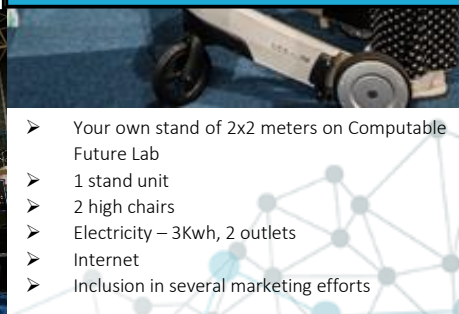 ➢ Your own stand of 2x2 meters on Computable
Future Lab
➢ 1 stand unit
➢ 2 high chairs
➢ Electricity – 3Kwh, 2 outlets
➢ Internet
➢ Inclusion in several marketing efforts